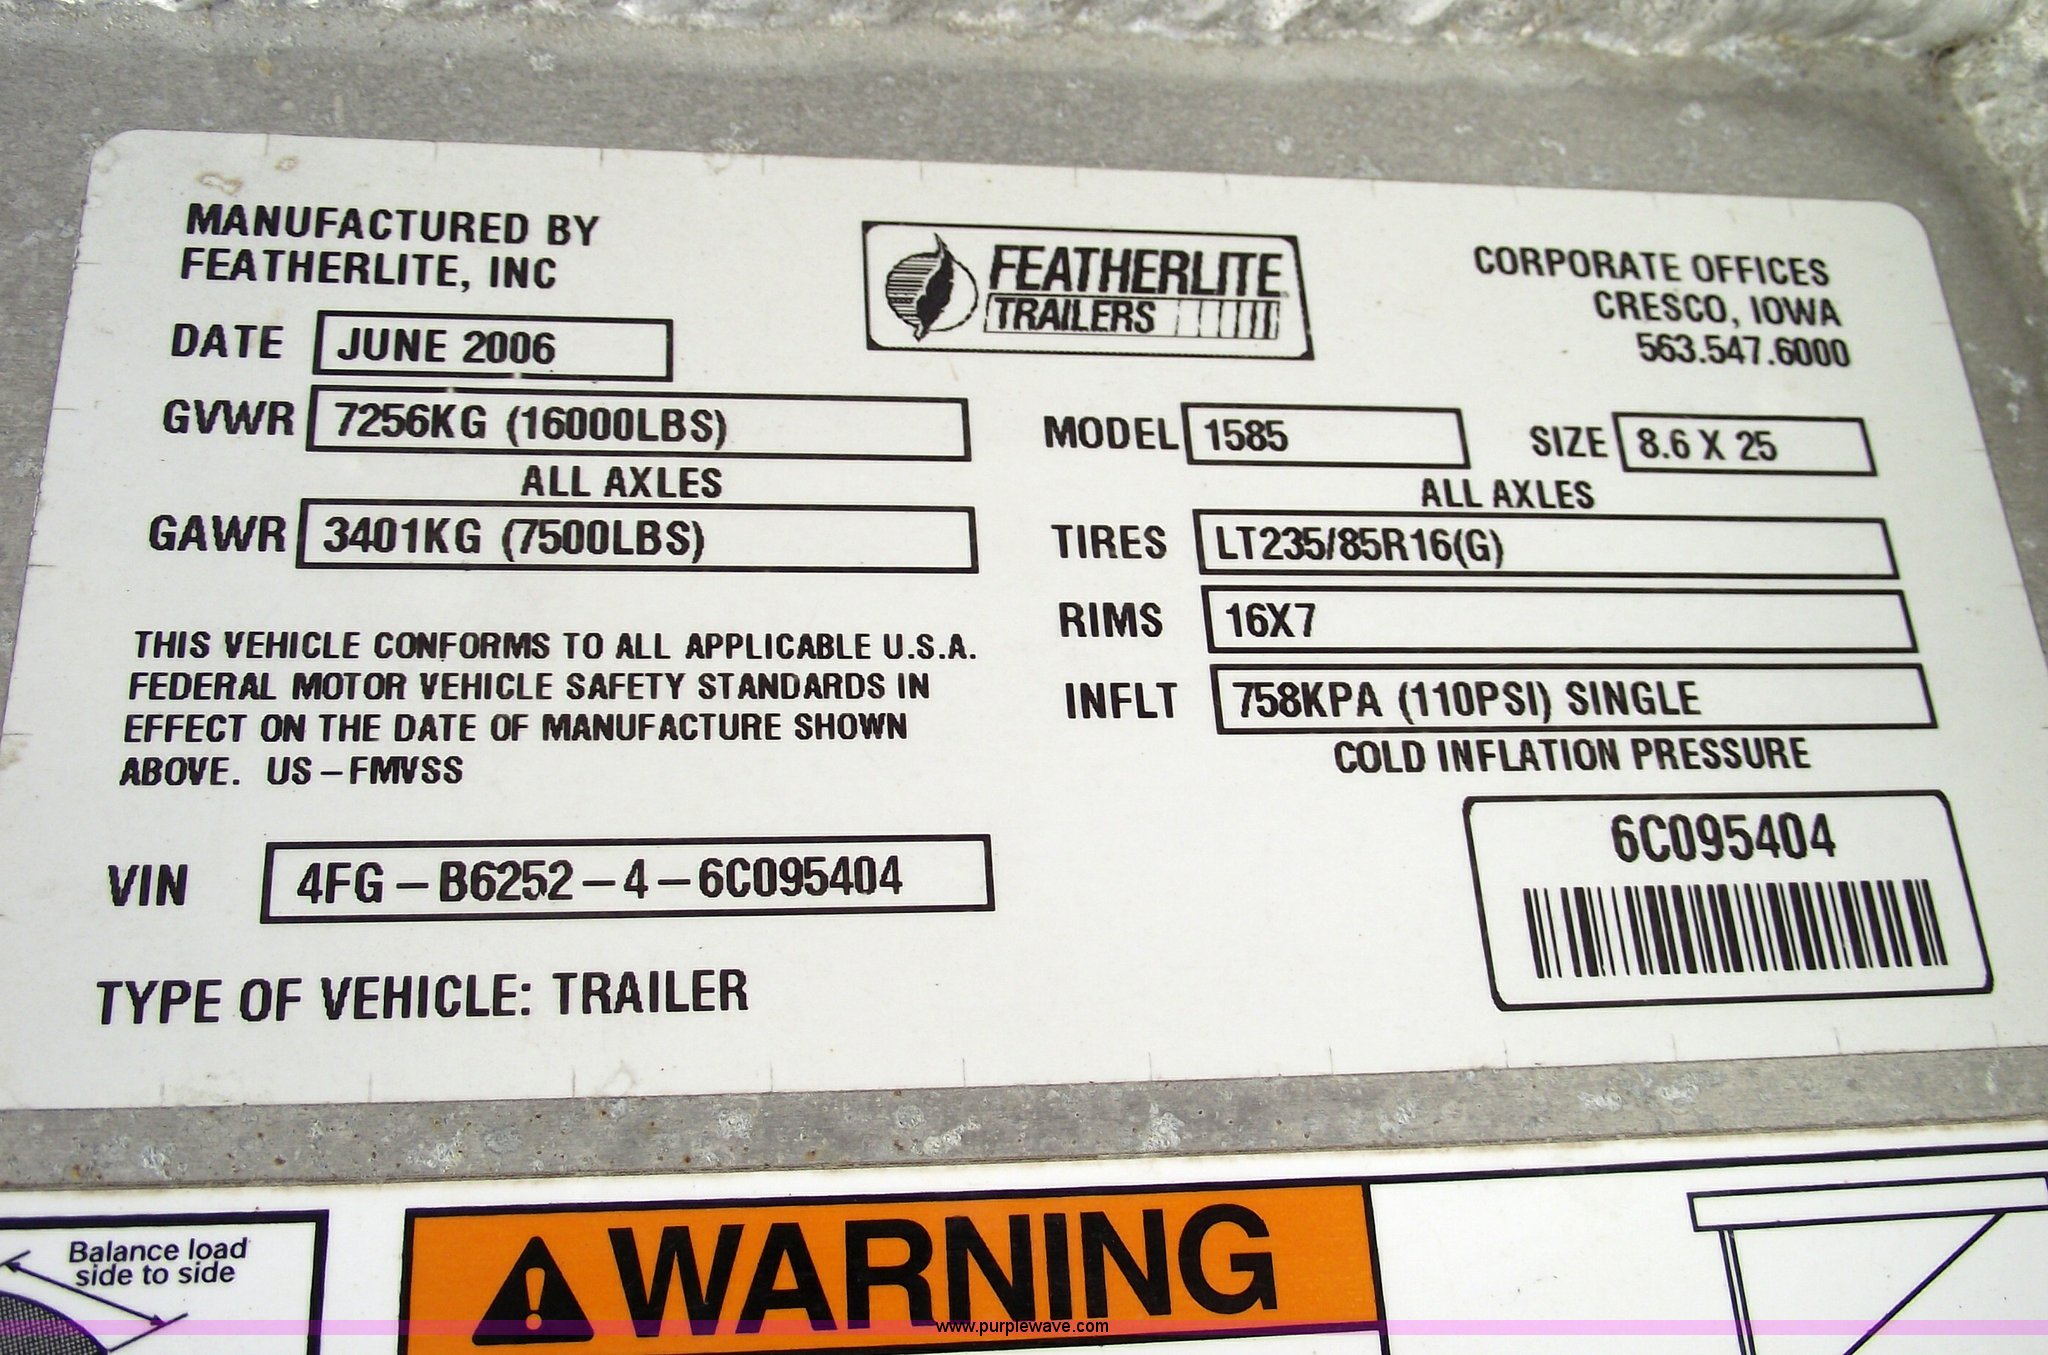 MANUFACTURED BY
FEATHERLITE, INC
FEATHERLITE
TRAILERS
CORPORATE OFFICES
CRESCO, IOWA
563.547.6000
DATE JUNE 2006
GVWR 7256KG (16000LBS)
MODEL 1585 SIZE 8.6 X 25
ALL AXLES
GAWR 3401KG (7500LBS)
ALL AXLES
TIRES LT235/85R16(G)
RIMS 16X7
INFLT 758KPA (110PSI) SINGLE
COLD INFLATION PRESSURE
THIS VEHICLE CONFORMS TO ALL APPLICABLE U.S.A.
FEDERAL MOTOR VEHICLE SAFETY STANDARDS IN
EFFECT ON THE DATE OF MANUFACTURE SHOWN
ABOVE. US-FMVSS
VIN 4FG-B6252-4-6C095404
6C095404
TYPE OF VEHICLE: TRAILER
Balance load
side to side
WARNING
www.purplewave.com